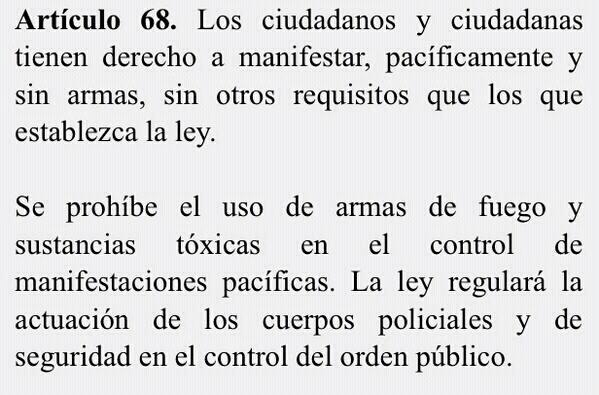 Artículo 68. Los ciudadanos y ciudadanas
tienen derecho a manifestar, pacíficamente y
sin armas, sin otros requisitos que los que
establezca la ley.
Se prohíbe el uso de armas de fuego y
sustancias tóxicas en el control de
manifestaciones pacíficas. La ley regulará la
actuación de los cuerpos policiales y de
seguridad en el control del orden público.